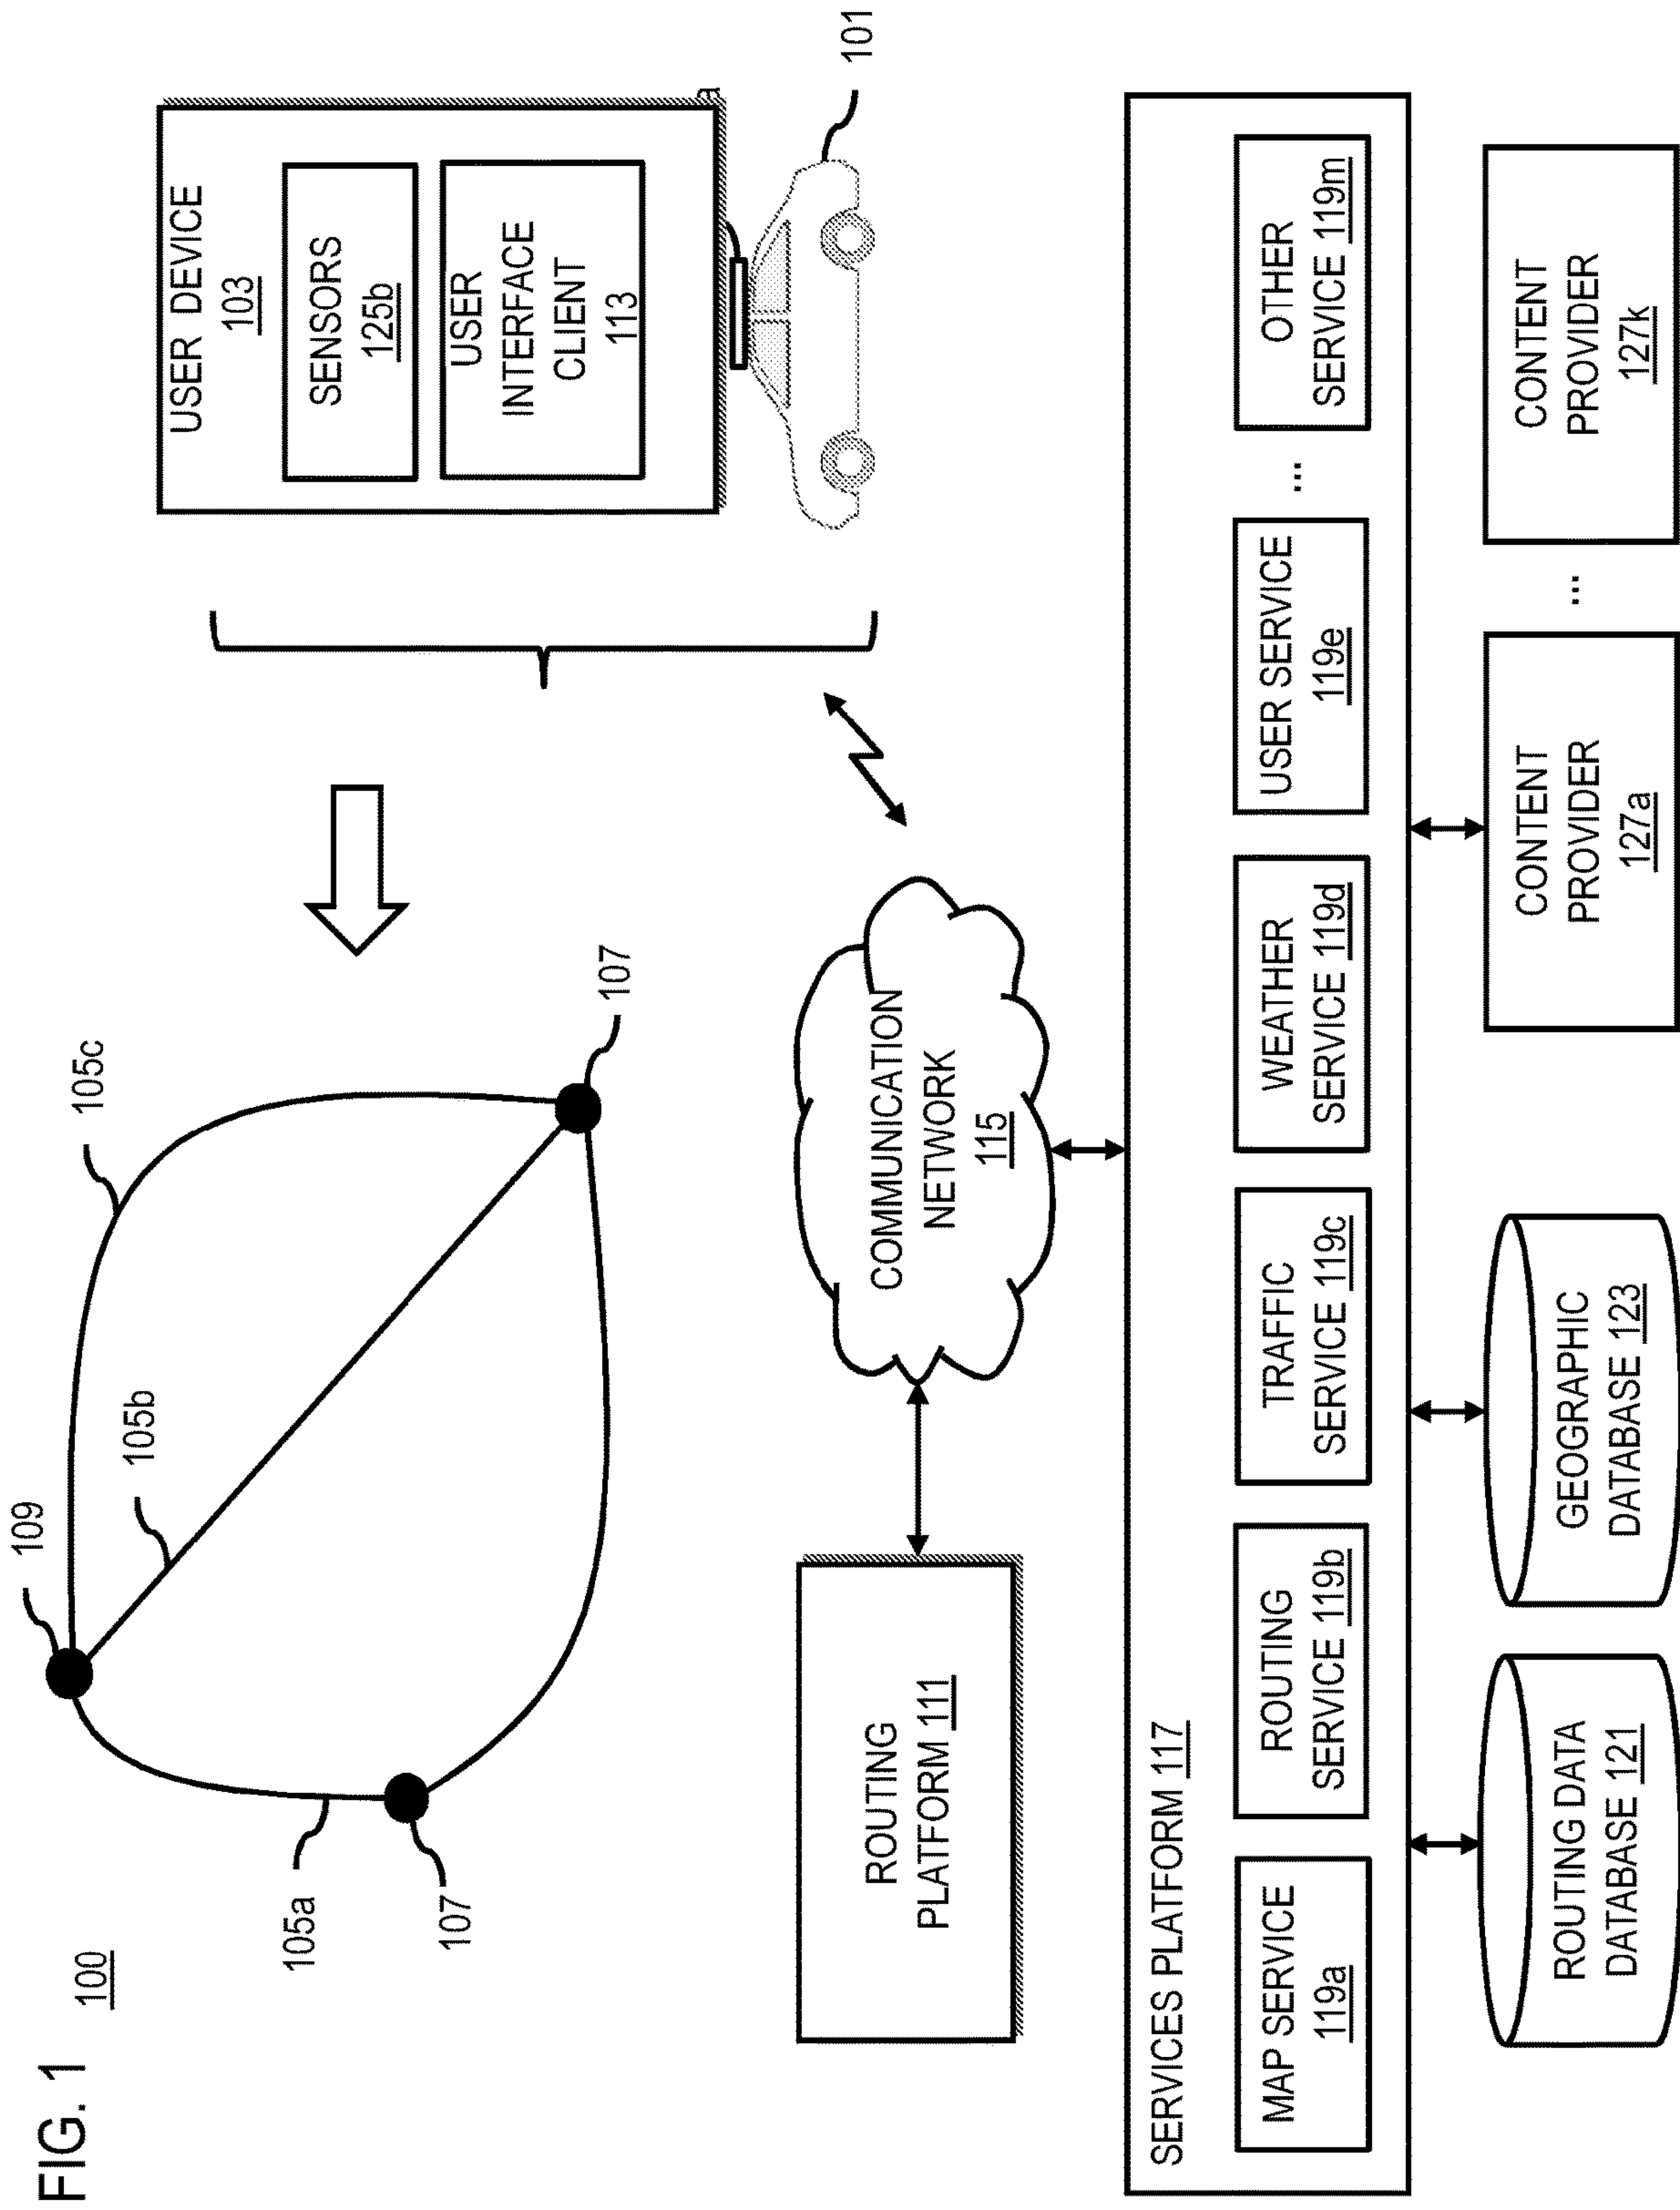 FIG. 1
100
109
105c
105b
105a
107
107
USER DEVICE
103
SENSORS
125b
USER
INTERFACE
CLIENT
113
a
101
ROUTING
PLATFORM 111
COMMUNICATION
NETWORK
115
SERVICES PLATFORM 117
MAP SERVICE
119a
ROUTING
SERVICE 119b
TRAFFIC
SERVICE 119c
WEATHER
SERVICE 119d
USER SERVICE
119e
...
OTHER
SERVICE 119m
ROUTING DATA
DATABASE 121
GEOGRAPHIC
DATABASE 123
CONTENT
PROVIDER
127a
...
CONTENT
PROVIDER
127k